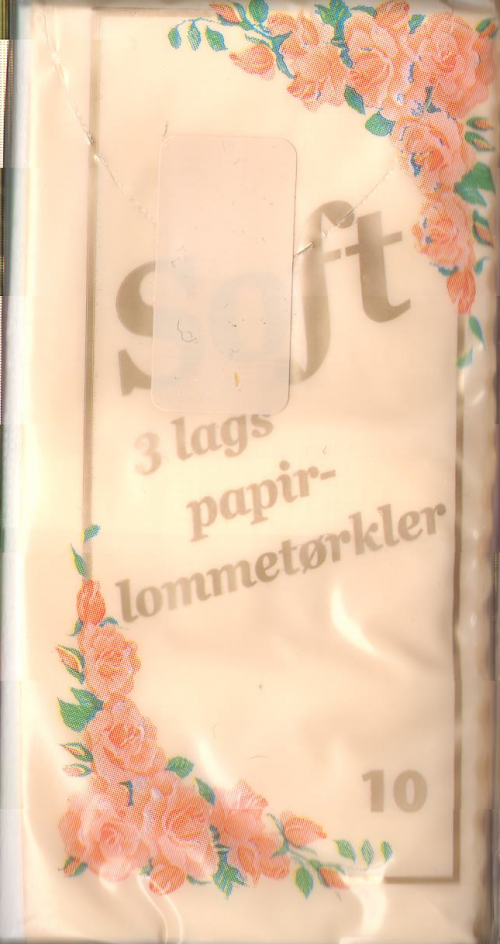 Soft
3 lags
papir-
lommetørkler
10